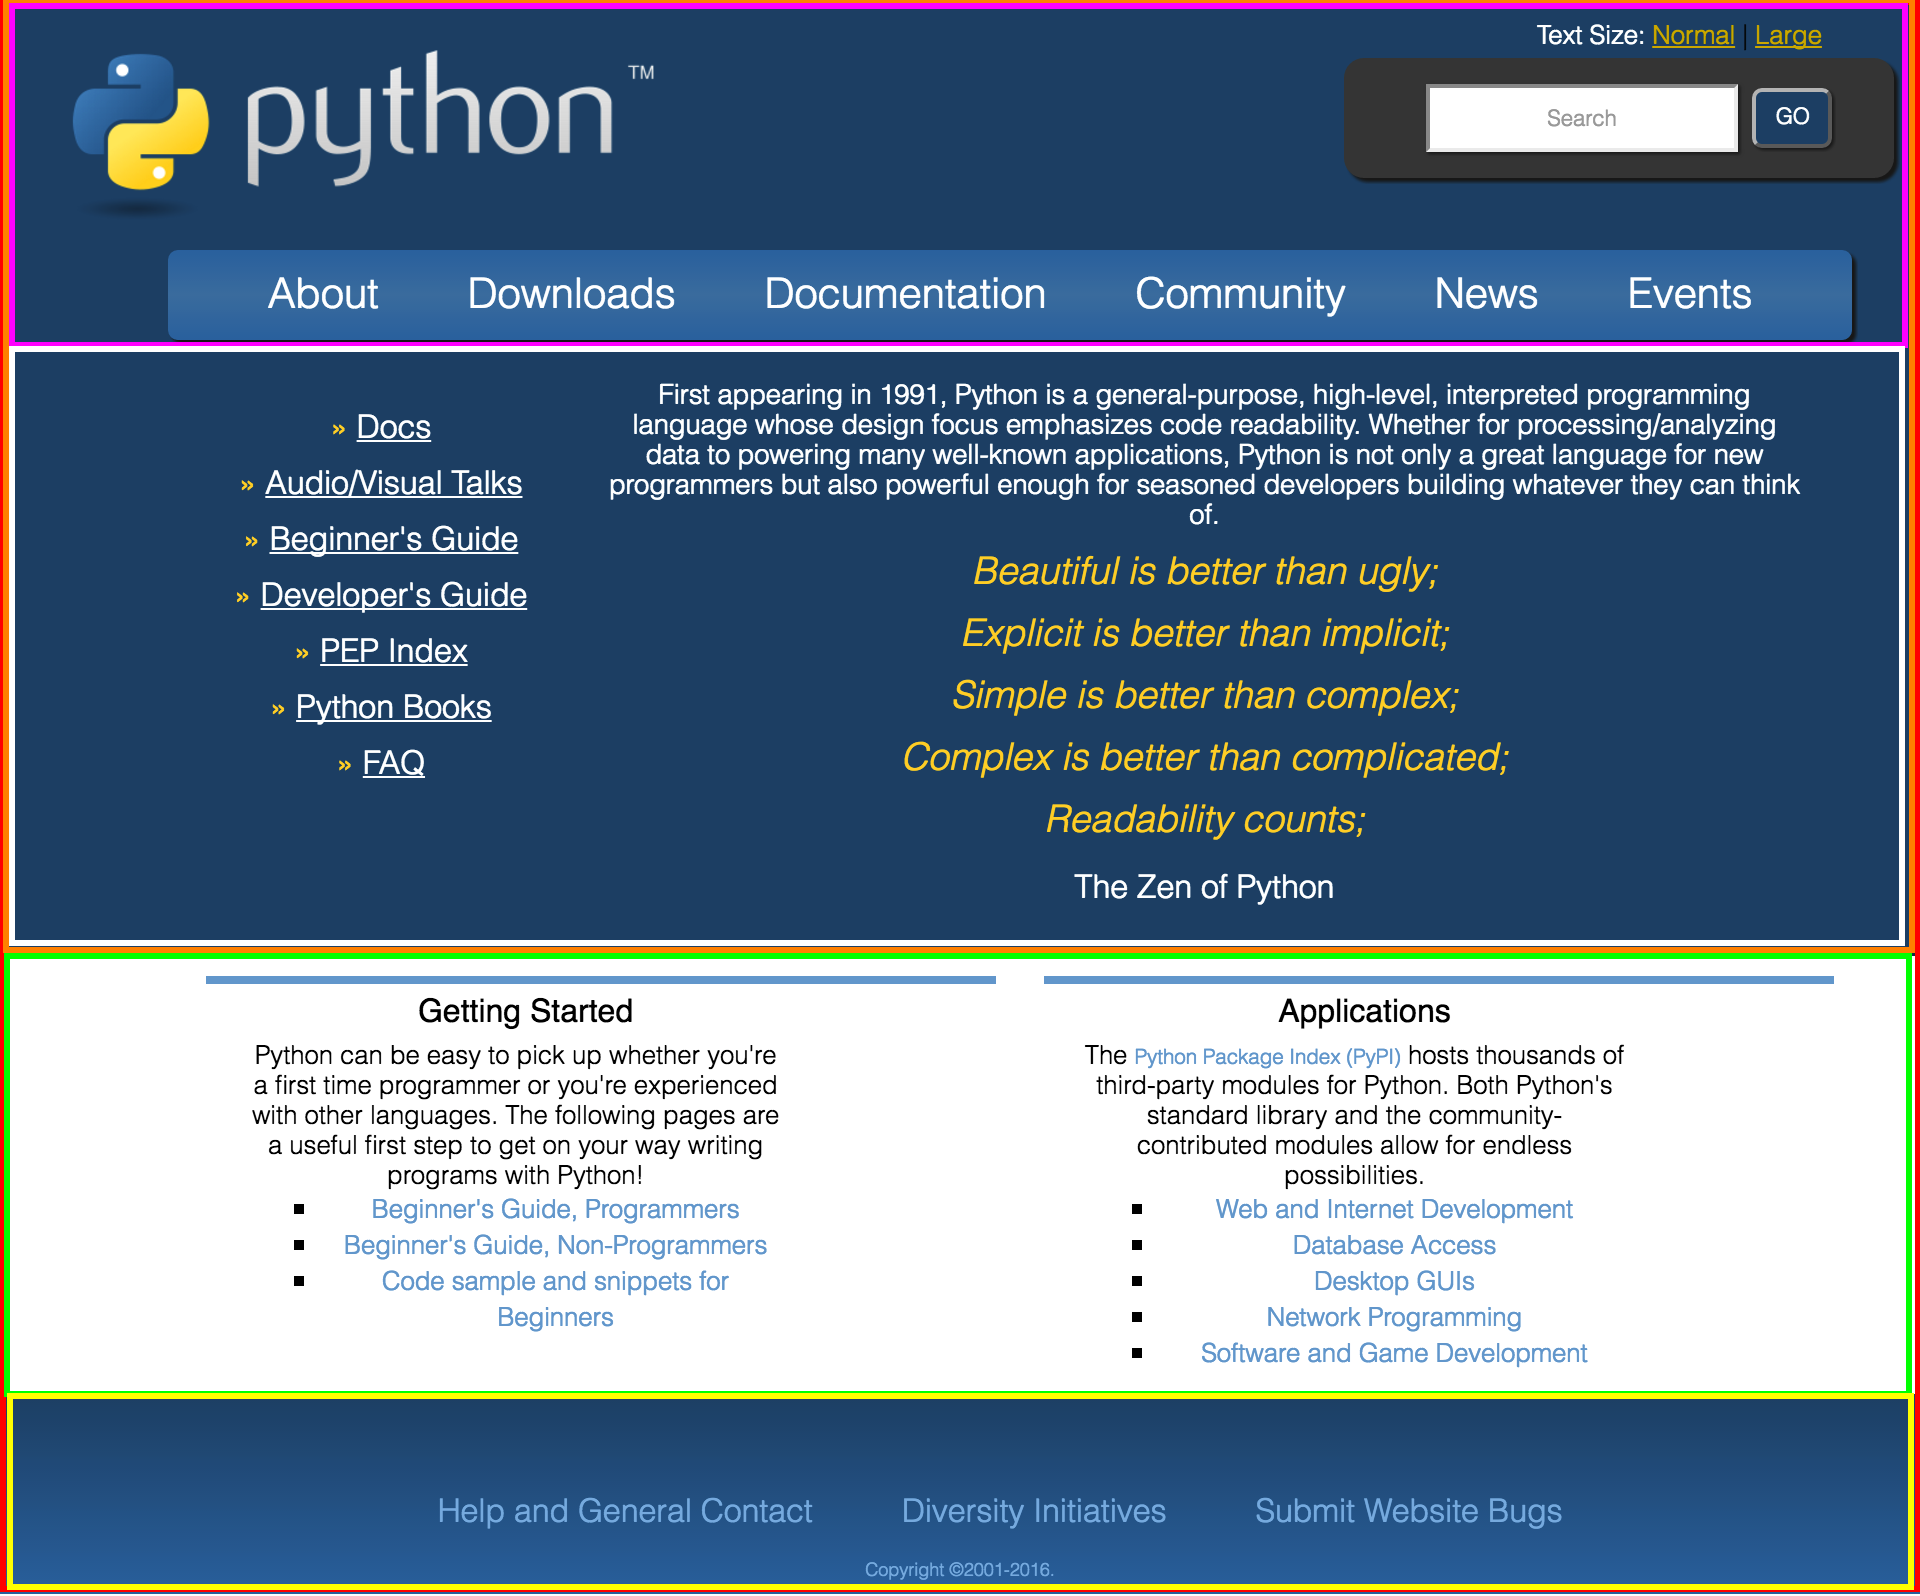 Text Size: Normal | Large
python™
Search
GO
About Downloads Documentation Community News Events
» Docs
» Audio/Visual Talks
» Beginner's Guide
» Developer's Guide
» PEP Index
» Python Books
» FAQ
First appearing in 1991, Python is a general-purpose, high-level, interpreted programming
language whose design focus emphasizes code readability. Whether for processing/analyzing
data to powering many well-known applications, Python is not only a great language for new
programmers but also powerful enough for seasoned developers building whatever they can think
of.
Beautiful is better than ugly;
Explicit is better than implicit;
Simple is better than complex;
Complex is better than complicated;
Readability counts;
The Zen of Python
Getting Started
Python can be easy to pick up whether you're
a first time programmer or you're experienced
with other languages. The following pages are
a useful first step to get on your way writing
programs with Python!
Beginner's Guide, Programmers
Beginner's Guide, Non-Programmers
Code sample and snippets for
Beginners
Applications
The Python Package Index (PyPI) hosts thousands of
third-party modules for Python. Both Python's
standard library and the community-
contributed modules allow for endless
possibilities.
Web and Internet Development
Database Access
Desktop GUIs
Network Programming
Software and Game Development
Help and General Contact Diversity Initiatives Submit Website Bugs
Copyright ©2001-2016.